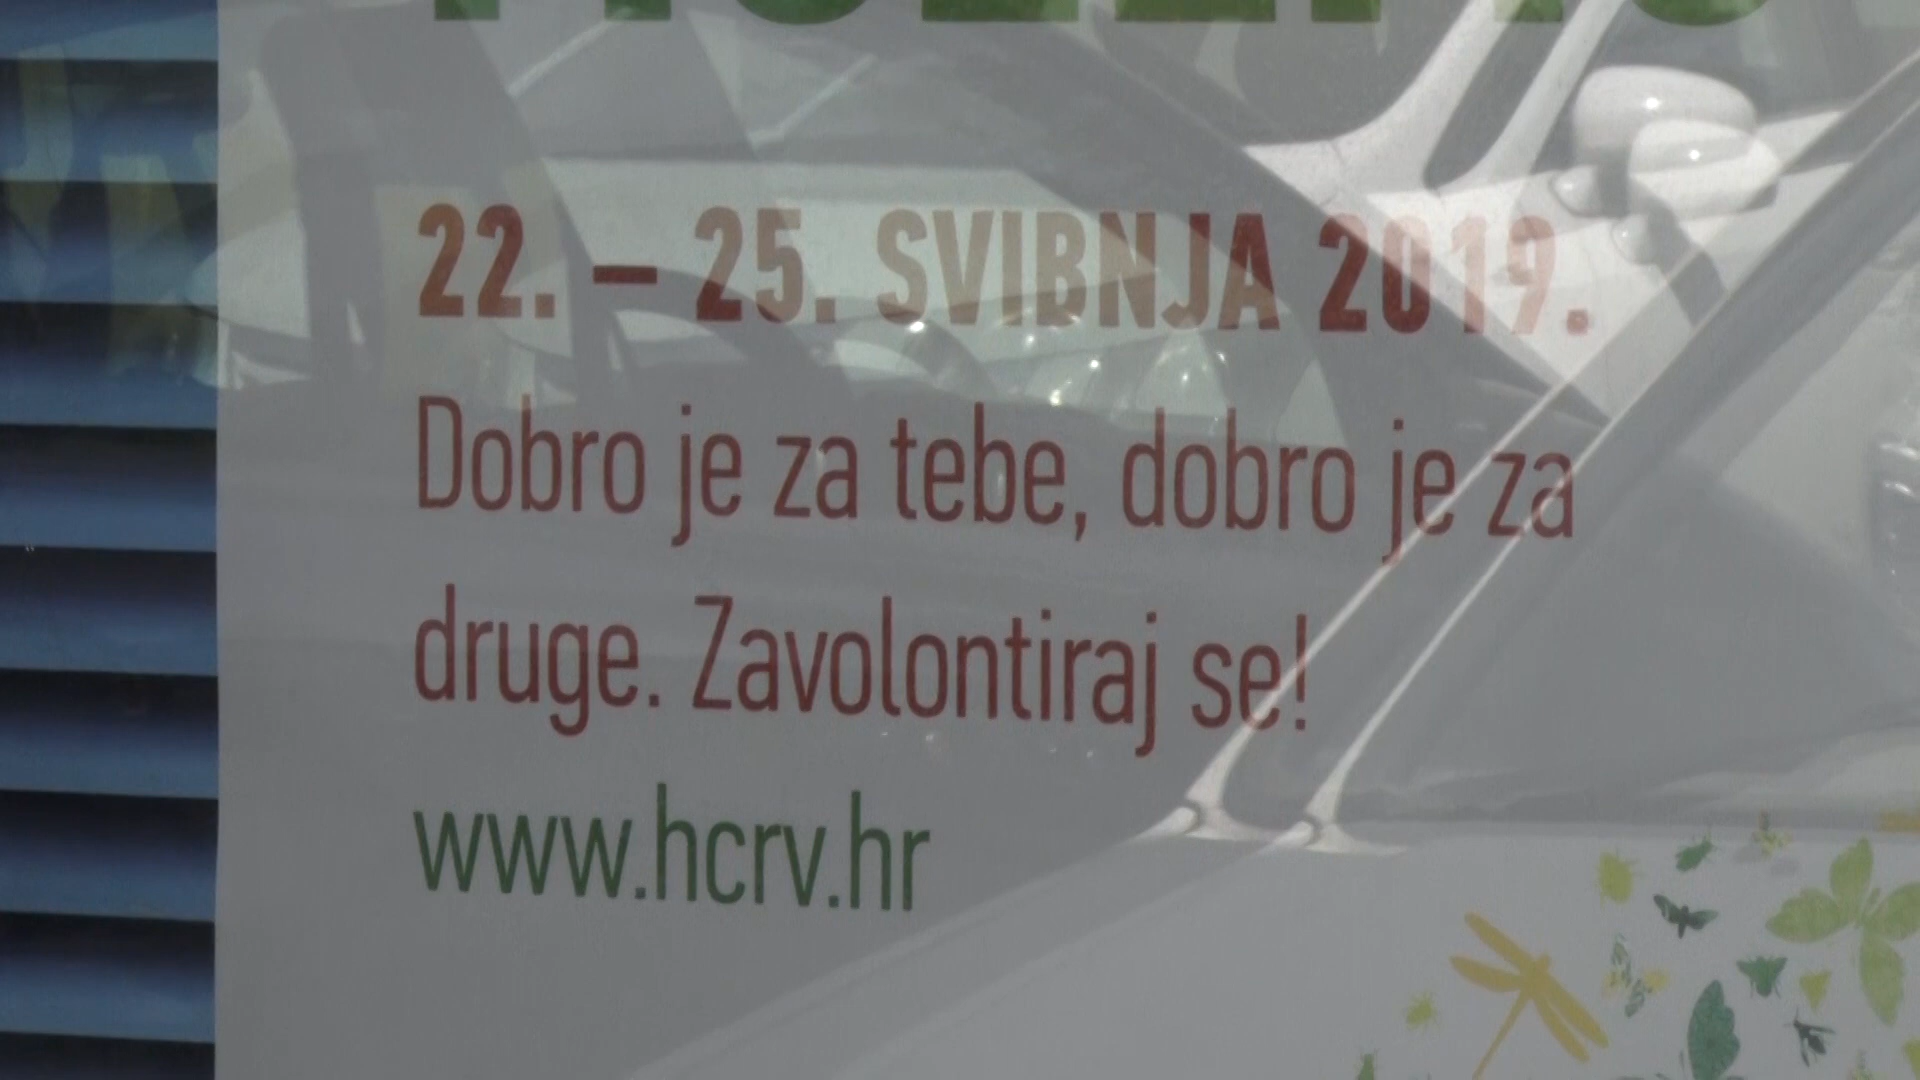 22. – 25. SVIBNJA 2019.
Dobro je za tebe, dobro je za
druge. Zavolontiraj se!
www.hcrv.hr